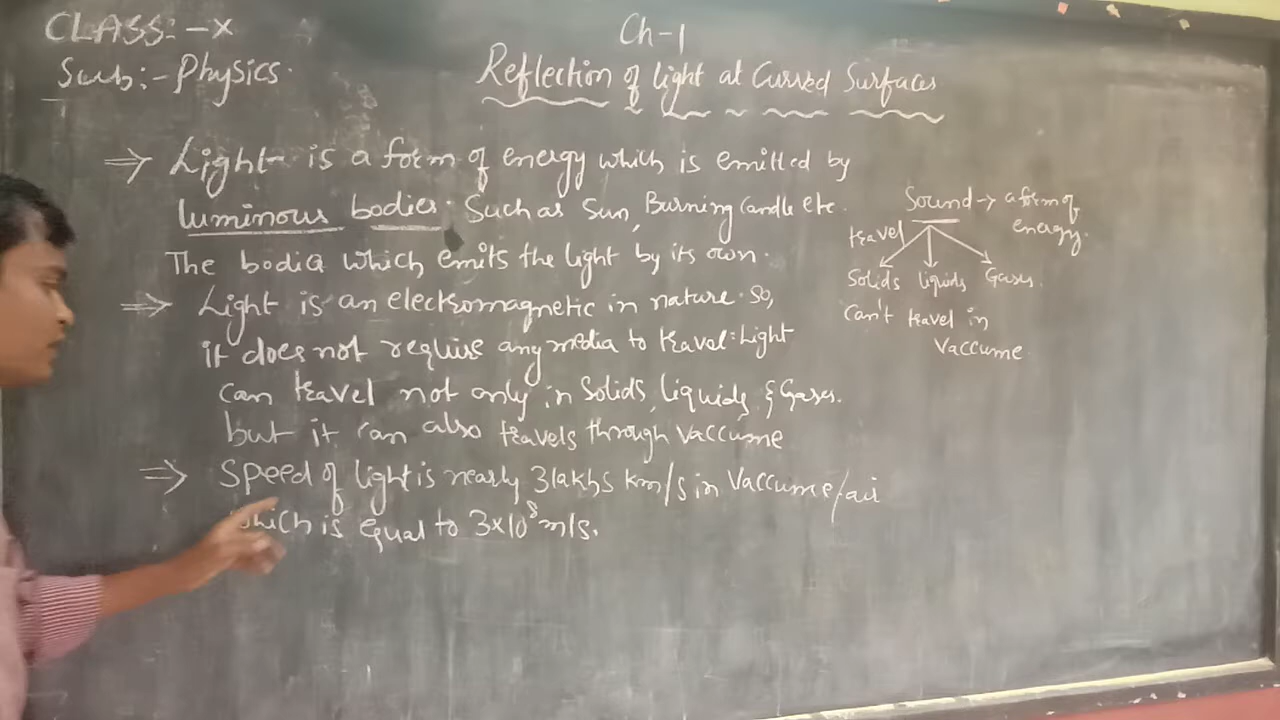 CLASS:-X
Sub:-Physics.
Ch-1
Reflection of light at Curved Surfaces
⇒ Light is a form of energy which is emitted by
luminous bodies. Such as Sun, Burning Candle etc.
The bodia which emits the light by its own.
⇒ Light is an electromagnetic in nature. So,
it does not require any media to travel. Light
can travel not only in Solids, liquids & Gases.
but it can also travels through Vaccume
⇒ Speed of light is nearly 3 lakhs km/s in Vaccume/air
which is equal to 3×10⁸ m/s.
Sound → a form of
energy.
travel
Solids liquids Gases.
can't travel in
Vaccume